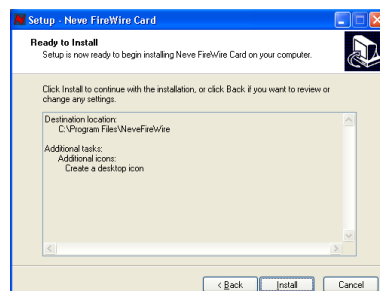 Setup - Neve FireWire Card
Ready to Install
Setup is now ready to begin installing Neve FireWire Card on your computer.
Click Install to continue with the installation, or click Back if you want to review or
change any settings.
Destination location:
C:\Program Files\NeveFireWire
Additional tasks:
Additional icons:
Create a desktop icon
< Back
Install
Cancel